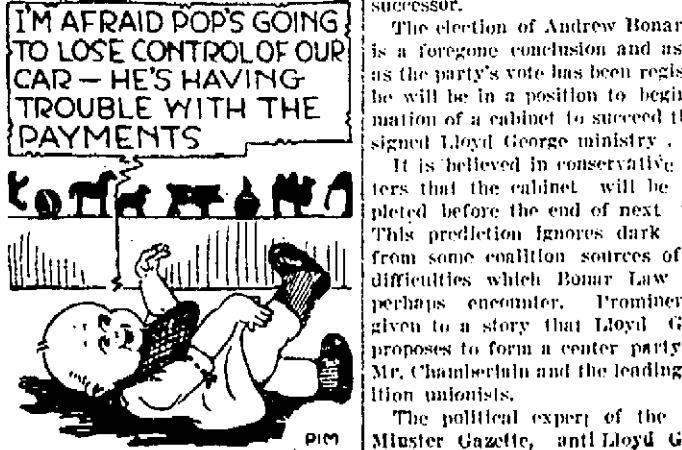 I'M AFRAID POP'S GOING
TO LOSE CONTROL OF OUR
CAR — HE'S HAVING
TROUBLE WITH THE
PAYMENTS
PIM
successor.
The election of Andrew Bonar
is a foregone conclusion and as
as the party's vote has been regis
he will be in a position to begin
mation of a cabinet to succeed th
signed Lloyd George ministry .
It is believed in conservative
ters that the cabinet will be
pleted before the end of next
This prediction ignores dark
from some coalition sources of
difficulties which Bonar Law
perhaps encounter. Prominen
given to a story that Lloyd G
proposes to form a center party
Mr. Chamberlain and the leading
ition unionists.
The political expert of the
Minster Gazette, anti Lloyd G